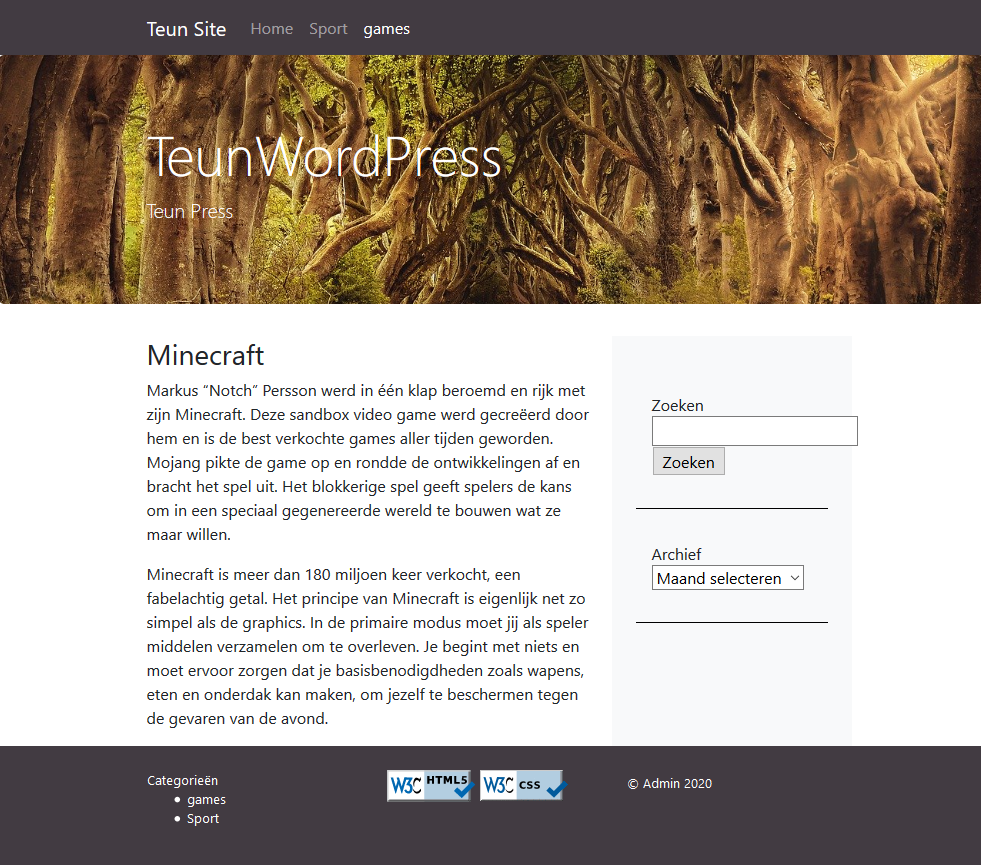 Teun Site Home Sport games
TeunWordPress
Teun Press
Minecraft
Markus “Notch” Persson werd in één klap beroemd en rijk met
zijn Minecraft. Deze sandbox video game werd gecreëerd door
hem en is de best verkochte games aller tijden geworden.
Mojang pikte de game op en rondde de ontwikkelingen af en
bracht het spel uit. Het blokkerige spel geeft spelers de kans
om in een speciaal gegenereerde wereld te bouwen wat ze
maar willen.
Minecraft is meer dan 180 miljoen keer verkocht, een
fabelachtig getal. Het principe van Minecraft is eigenlijk net zo
simpel als de graphics. In de primaire modus moet jij als speler
middelen verzamelen om te overleven. Je begint met niets en
moet ervoor zorgen dat je basisbenodigdheden zoals wapens,
eten en onderdak kan maken, om jezelf te beschermen tegen
de gevaren van de avond.
Zoeken
Zoeken
Archief
Maand selecteren
Categorieën
games
Sport
W3C HTML5
W3C css
© Admin 2020